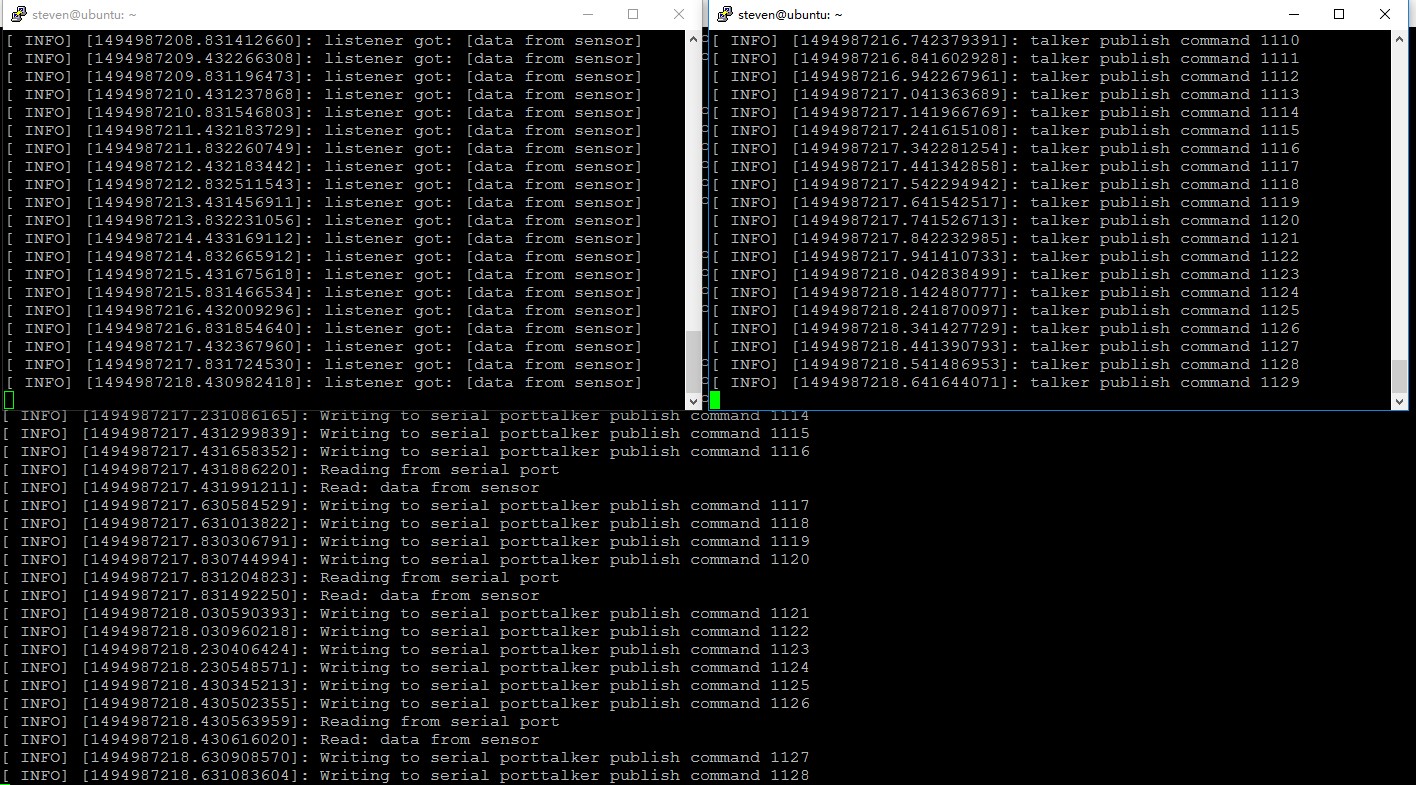 steven@ubuntu: ~
[ INFO] [1494987208.831412660]: listener got: [data from sensor]
[ INFO] [1494987209.432266308]: listener got: [data from sensor]
[ INFO] [1494987209.831196473]: listener got: [data from sensor]
[ INFO] [1494987210.431237868]: listener got: [data from sensor]
[ INFO] [1494987210.831546803]: listener got: [data from sensor]
[ INFO] [1494987211.432183729]: listener got: [data from sensor]
[ INFO] [1494987211.832260749]: listener got: [data from sensor]
[ INFO] [1494987212.432183442]: listener got: [data from sensor]
[ INFO] [1494987212.832511543]: listener got: [data from sensor]
[ INFO] [1494987213.431456911]: listener got: [data from sensor]
[ INFO] [1494987213.832231056]: listener got: [data from sensor]
[ INFO] [1494987214.433169112]: listener got: [data from sensor]
[ INFO] [1494987214.832665912]: listener got: [data from sensor]
[ INFO] [1494987215.431675618]: listener got: [data from sensor]
[ INFO] [1494987215.831466534]: listener got: [data from sensor]
[ INFO] [1494987216.432009296]: listener got: [data from sensor]
[ INFO] [1494987216.831854640]: listener got: [data from sensor]
[ INFO] [1494987217.432367960]: listener got: [data from sensor]
[ INFO] [1494987217.831724530]: listener got: [data from sensor]
[ INFO] [1494987218.430982418]: listener got: [data from sensor]
steven@ubuntu: ~
[ INFO] [1494987216.742379391]: talker publish command 1110
[ INFO] [1494987216.841602928]: talker publish command 1111
[ INFO] [1494987216.942267961]: talker publish command 1112
[ INFO] [1494987217.041363689]: talker publish command 1113
[ INFO] [1494987217.141966769]: talker publish command 1114
[ INFO] [1494987217.241615108]: talker publish command 1115
[ INFO] [1494987217.342281254]: talker publish command 1116
[ INFO] [1494987217.441342858]: talker publish command 1117
[ INFO] [1494987217.542294942]: talker publish command 1118
[ INFO] [1494987217.641542517]: talker publish command 1119
[ INFO] [1494987217.741526713]: talker publish command 1120
[ INFO] [1494987217.842232985]: talker publish command 1121
[ INFO] [1494987217.941410733]: talker publish command 1122
[ INFO] [1494987218.042838499]: talker publish command 1123
[ INFO] [1494987218.142480777]: talker publish command 1124
[ INFO] [1494987218.241870097]: talker publish command 1125
[ INFO] [1494987218.341427729]: talker publish command 1126
[ INFO] [1494987218.441390793]: talker publish command 1127
[ INFO] [1494987218.541486953]: talker publish command 1128
[ INFO] [1494987218.641644071]: talker publish command 1129
[ INFO] [1494987217.231086165]: Writing to serial porttalker publish command 1114
[ INFO] [1494987217.431299839]: Writing to serial porttalker publish command 1115
[ INFO] [1494987217.431658352]: Writing to serial porttalker publish command 1116
[ INFO] [1494987217.431886220]: Reading from serial port
[ INFO] [1494987217.431991211]: Read: data from sensor
[ INFO] [1494987217.630584529]: Writing to serial porttalker publish command 1117
[ INFO] [1494987217.631013822]: Writing to serial porttalker publish command 1118
[ INFO] [1494987217.830306791]: Writing to serial porttalker publish command 1119
[ INFO] [1494987217.830744994]: Writing to serial porttalker publish command 1120
[ INFO] [1494987217.831204823]: Reading from serial port
[ INFO] [1494987217.831492250]: Read: data from sensor
[ INFO] [1494987218.030590393]: Writing to serial porttalker publish command 1121
[ INFO] [1494987218.030960218]: Writing to serial porttalker publish command 1122
[ INFO] [1494987218.230406424]: Writing to serial porttalker publish command 1123
[ INFO] [1494987218.230548571]: Writing to serial porttalker publish command 1124
[ INFO] [1494987218.430345213]: Writing to serial porttalker publish command 1125
[ INFO] [1494987218.430502355]: Writing to serial porttalker publish command 1126
[ INFO] [1494987218.430563959]: Reading from serial port
[ INFO] [1494987218.430616020]: Read: data from sensor
[ INFO] [1494987218.630908570]: Writing to serial porttalker publish command 1127
[ INFO] [1494987218.631083604]: Writing to serial porttalker publish command 1128